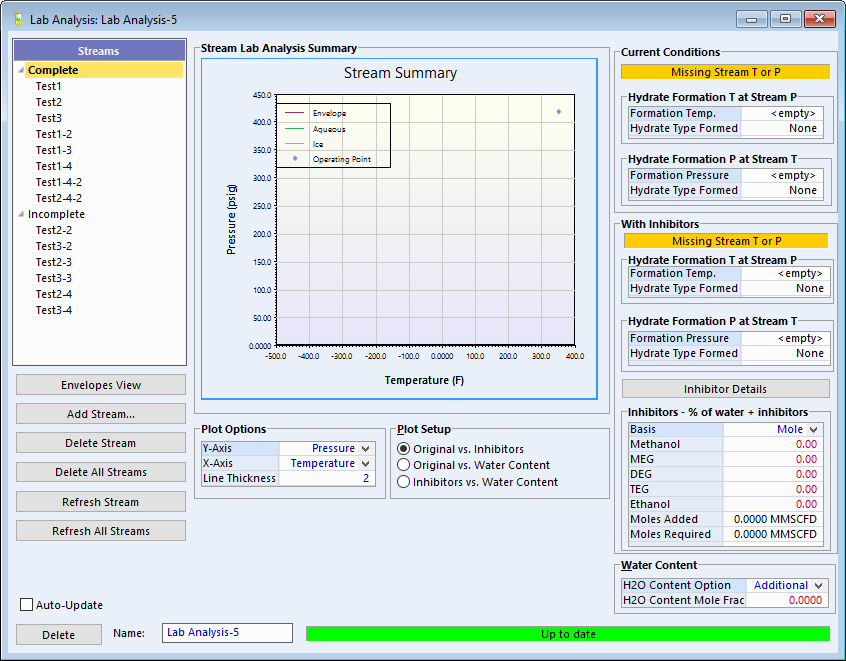 Lab Analysis: Lab Analysis-5
Streams
Complete
Test1
Test2
Test3
Test1-2
Test1-3
Test1-4
Test1-4-2
Test2-4-2
Incomplete
Test2-2
Test3-2
Test2-3
Test3-3
Test2-4
Test3-4
Envelopes View
Add Stream...
Delete Stream
Delete All Streams
Refresh Stream
Refresh All Streams
Auto-Update
Stream Lab Analysis Summary
Stream Summary
Pressure (psig)
450.0
400.0
350.0
300.0
250.0
200.0
150.0
100.0
50.00
0.0000
Envelope
Aqueous
Ice
Operating Point
-500.0 -400.0 -300.0 -200.0 -100.0 0.0000 100.0 200.0 300.0 400.0
Temperature (F)
Plot Options
Y-Axis Pressure
X-Axis Temperature
Line Thickness 2
Plot Setup
Original vs. Inhibitors
Original vs. Water Content
Inhibitors vs. Water Content
Current Conditions
Missing Stream T or P
Hydrate Formation T at Stream P
Formation Temp. <empty>
Hydrate Type Formed None
Hydrate Formation P at Stream T
Formation Pressure <empty>
Hydrate Type Formed None
With Inhibitors
Missing Stream T or P
Hydrate Formation T at Stream P
Formation Temp. <empty>
Hydrate Type Formed None
Hydrate Formation P at Stream T
Formation Pressure <empty>
Hydrate Type Formed None
Inhibitor Details
Inhibitors - % of water + inhibitors
Basis Mole
Methanol 0.00
MEG 0.00
DEG 0.00
TEG 0.00
Ethanol 0.00
Moles Added 0.0000 MMSCFD
Moles Required 0.0000 MMSCFD
Water Content
H2O Content Option Additional
H2O Content Mole Frac 0.0000
Delete
Name: Lab Analysis-5
Up to date